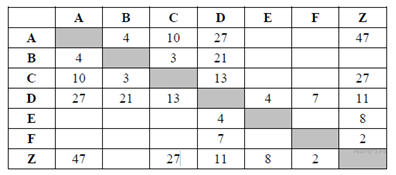 A B C D E F Z
A 4 10 27 47
B 4 3 21
C 10 3 13 27
D 27 21 13 4 7 11
E 4 8
F 7 2
Z 47 27 11 8 2